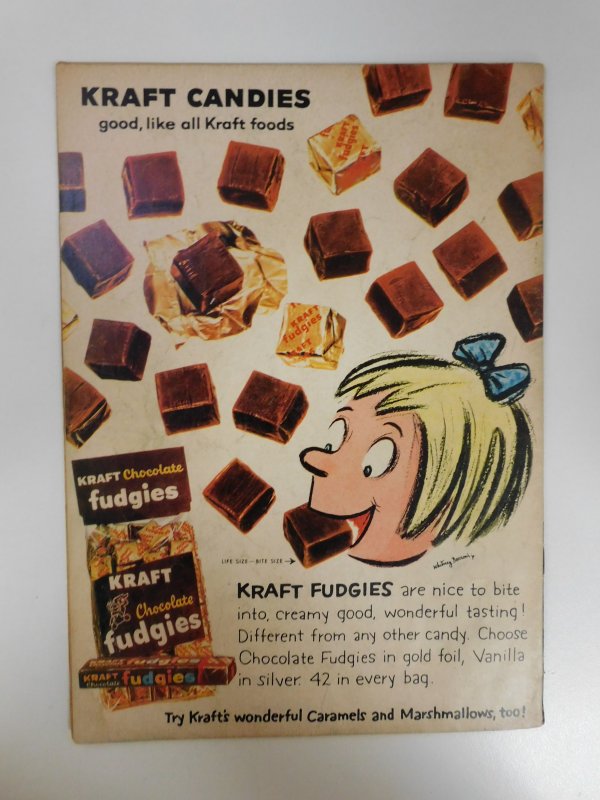 KRAFT CANDIES
good, like all Kraft foods
KRAFT
KRAFT
fudgies
KRAFT
KRAFT Chocolate
fudgies
KRAFT
Chocolate
fudgies
KRAFT fudgies
Chocolate
LIFE SIZE – BITE SIZE →
KRAFT FUDGIES are nice to bite
into, creamy good, wonderful tasting!
Different from any other candy. Choose
Chocolate Fudgies in gold foil, Vanilla
in silver. 42 in every bag.
Try Kraft's wonderful Caramels and Marshmallows, too!